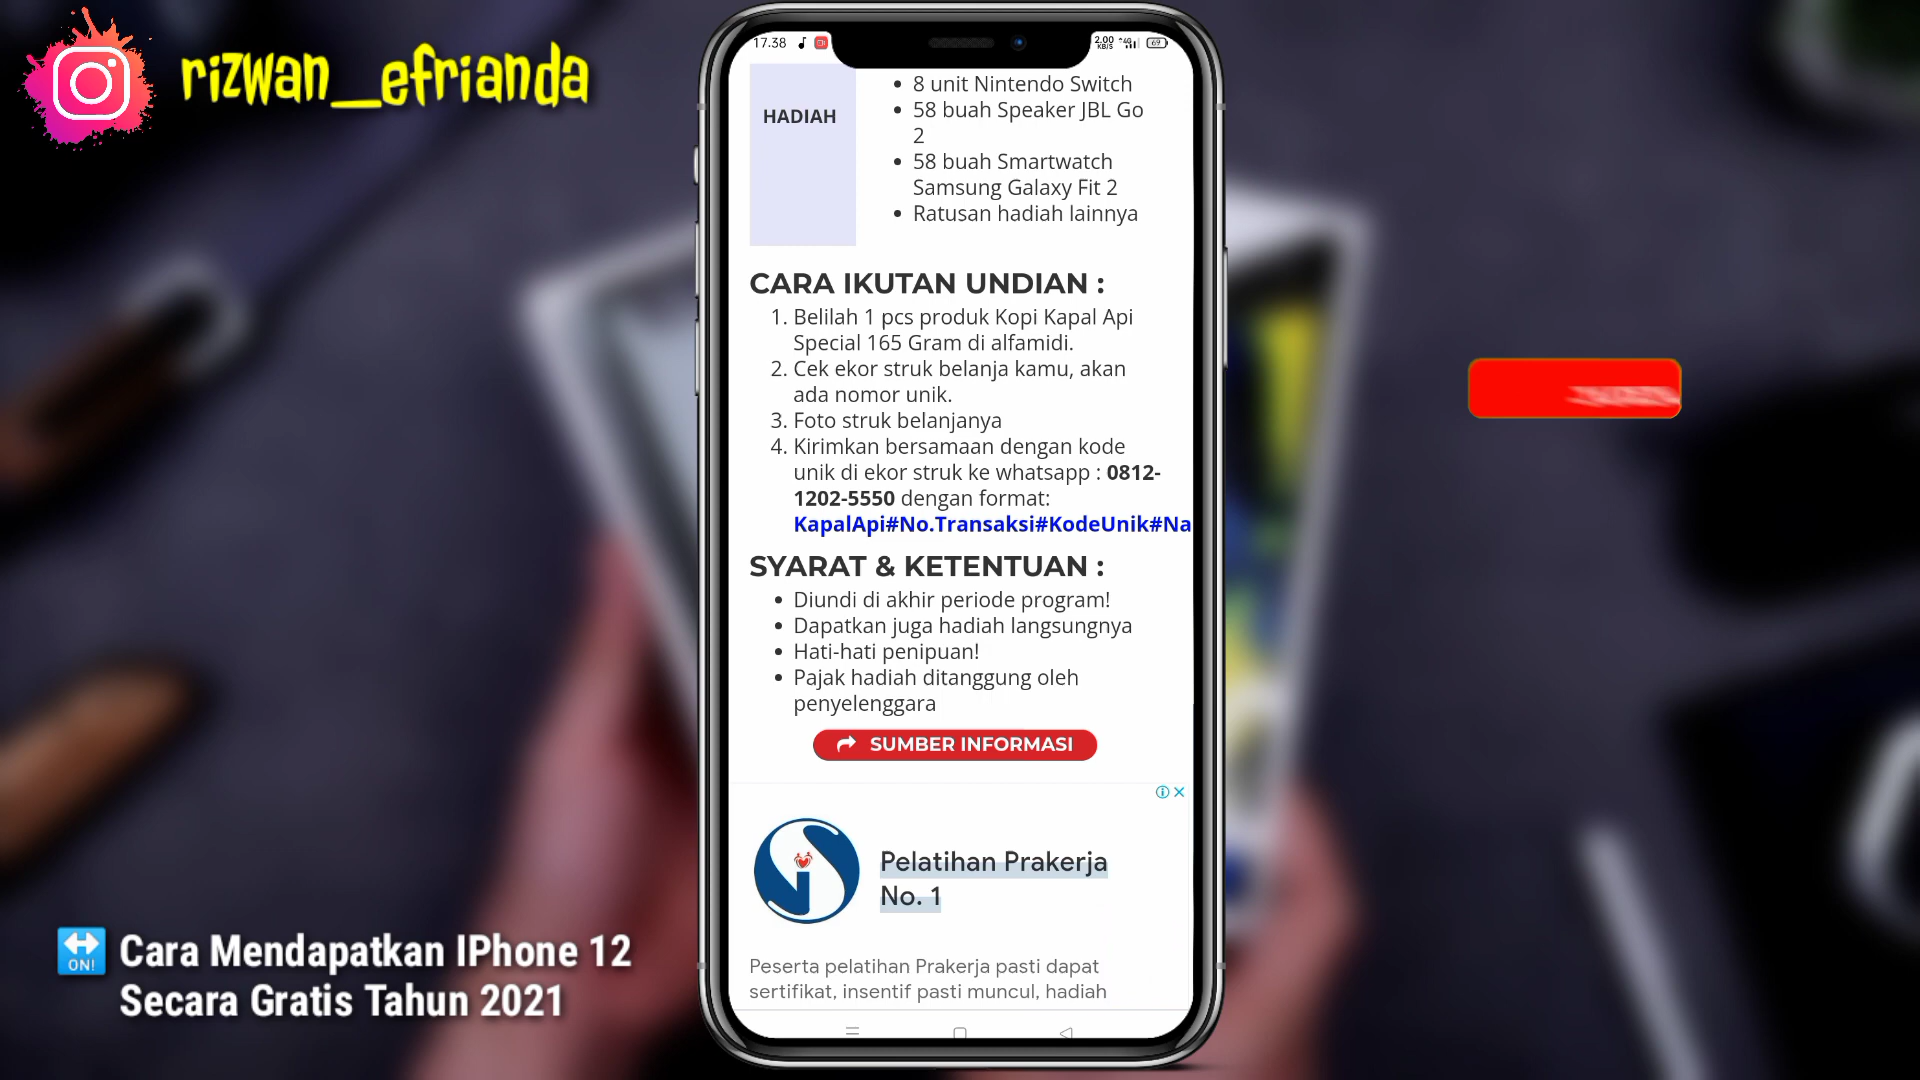 rizwan__efrianda
17.38
2.00
KB/S
4G
69
HADIAH
• 8 unit Nintendo Switch
• 58 buah Speaker JBL Go
2
• 58 buah Smartwatch
Samsung Galaxy Fit 2
• Ratusan hadiah lainnya
CARA IKUTAN UNDIAN :
1. Belilah 1 pcs produk Kopi Kapal Api
Special 165 Gram di alfamidi.
2. Cek ekor struk belanja kamu, akan
ada nomor unik.
3. Foto struk belanjanya
4. Kirimkan bersamaan dengan kode
unik di ekor struk ke whatsapp : 0812-
1202-5550 dengan format:
KapalApi#No.Transaksi#KodeUnik#Na
SYARAT & KETENTUAN :
• Diundi di akhir periode program!
• Dapatkan juga hadiah langsungnya
• Hati-hati penipuan!
• Pajak hadiah ditanggung oleh
penyelenggara
SUMBER INFORMASI
Pelatihan Prakerja
No. 1
Peserta pelatihan Prakerja pasti dapat
sertifikat, insentif pasti muncul, hadiah
ON!
Cara Mendapatkan IPhone 12
Secara Gratis Tahun 2021